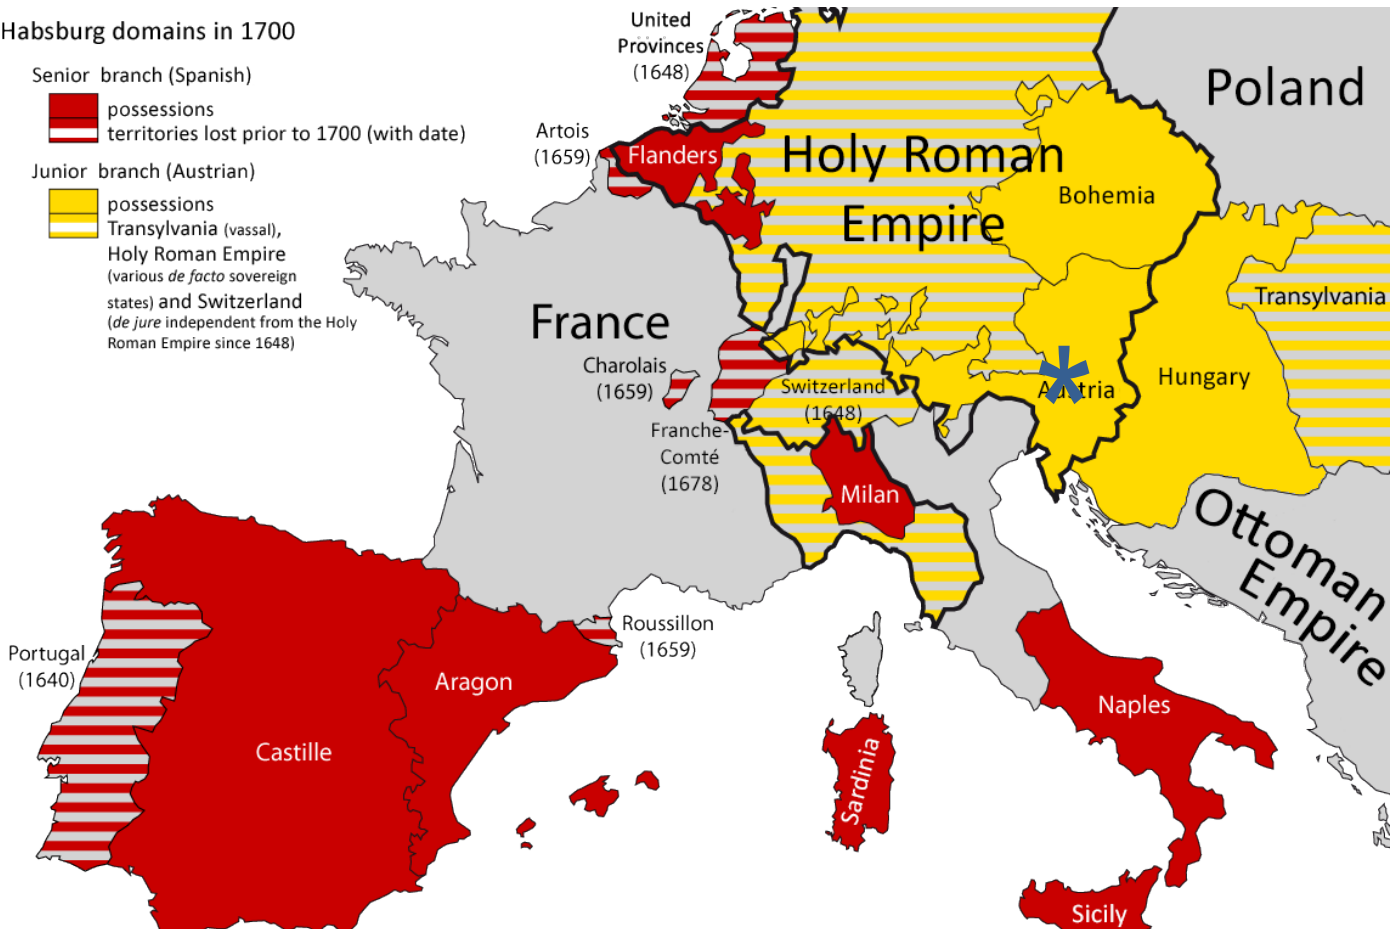 Habsburg domains in 1700
Senior branch (Spanish)
possessions
territories lost prior to 1700 (with date)
Junior branch (Austrian)
possessions
Transylvania (vassal),
Holy Roman Empire
(various de facto sovereign
states) and Switzerland
(de jure independent from the Holy
Roman Empire since 1648)
United
Provinces
(1648)
Poland
Artois
(1659)
Flanders
Holy Roman
Empire
Bohemia
Transylvania
France
Charolais
(1659)
Switzerland
(1648)
Austria
Hungary
Franche-
Comté
(1678)
Milan
Ottoman
Empire
Roussillon
(1659)
Portugal
(1640)
Aragon
Castille
Naples
Sardinia
Sicily